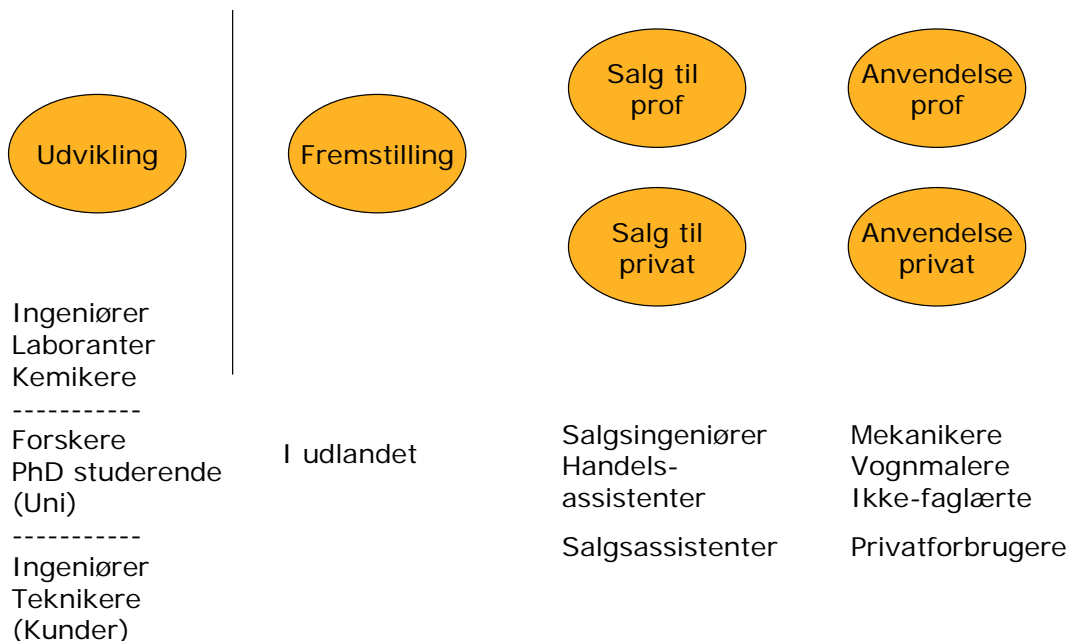 Udvikling
Fremstilling
Salg til
prof
Anvendelse
prof
Salg til
privat
Anvendelse
privat
Ingeniører
Laboranter
Kemikere
-----------
Forskere
PhD studerende
(Uni)
-----------
Ingeniører
Teknikere
(Kunder)
I udlandet
Salgsingeniører
Handels-
assistenter
Salgsassistenter
Mekanikere
Vognmalere
Ikke-faglærte
Privatforbrugere